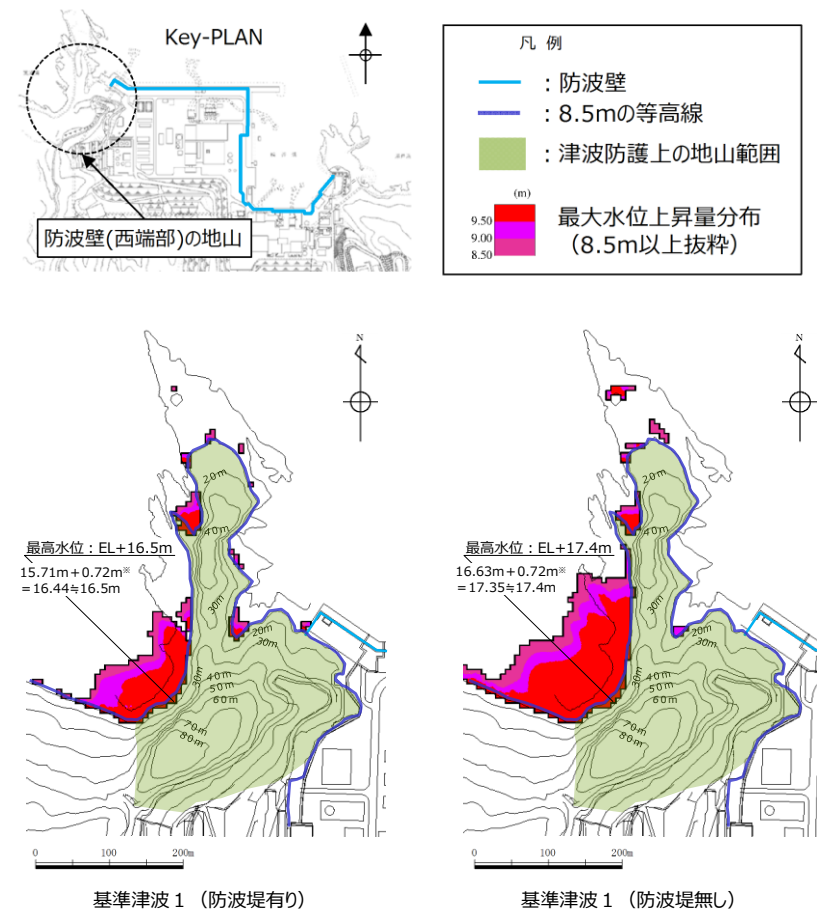 Key-PLAN
防波壁(西端部)の地山
凡 例
：防波壁
：8.5mの等高線
：津波防護上の地山範囲
(m)
9.50
9.00
8.50
最大水位上昇量分布
（8.5m以上抜粋）
N
20m
40m
最高水位：EL+16.5m
15.71m＋0.72m※
＝16.44≒16.5m
30m
20m
30m
30m
40m
50m
60m
70m
80m
0 100 200m
基準津波１（防波堤有り）
N
20m
40m
最高水位：EL+17.4m
16.63m＋0.72m※
＝17.35≒17.4m
30m
20m
30m
30m
40m
50m
60m
70m
80m
0 100 200m
基準津波１（防波堤無し）